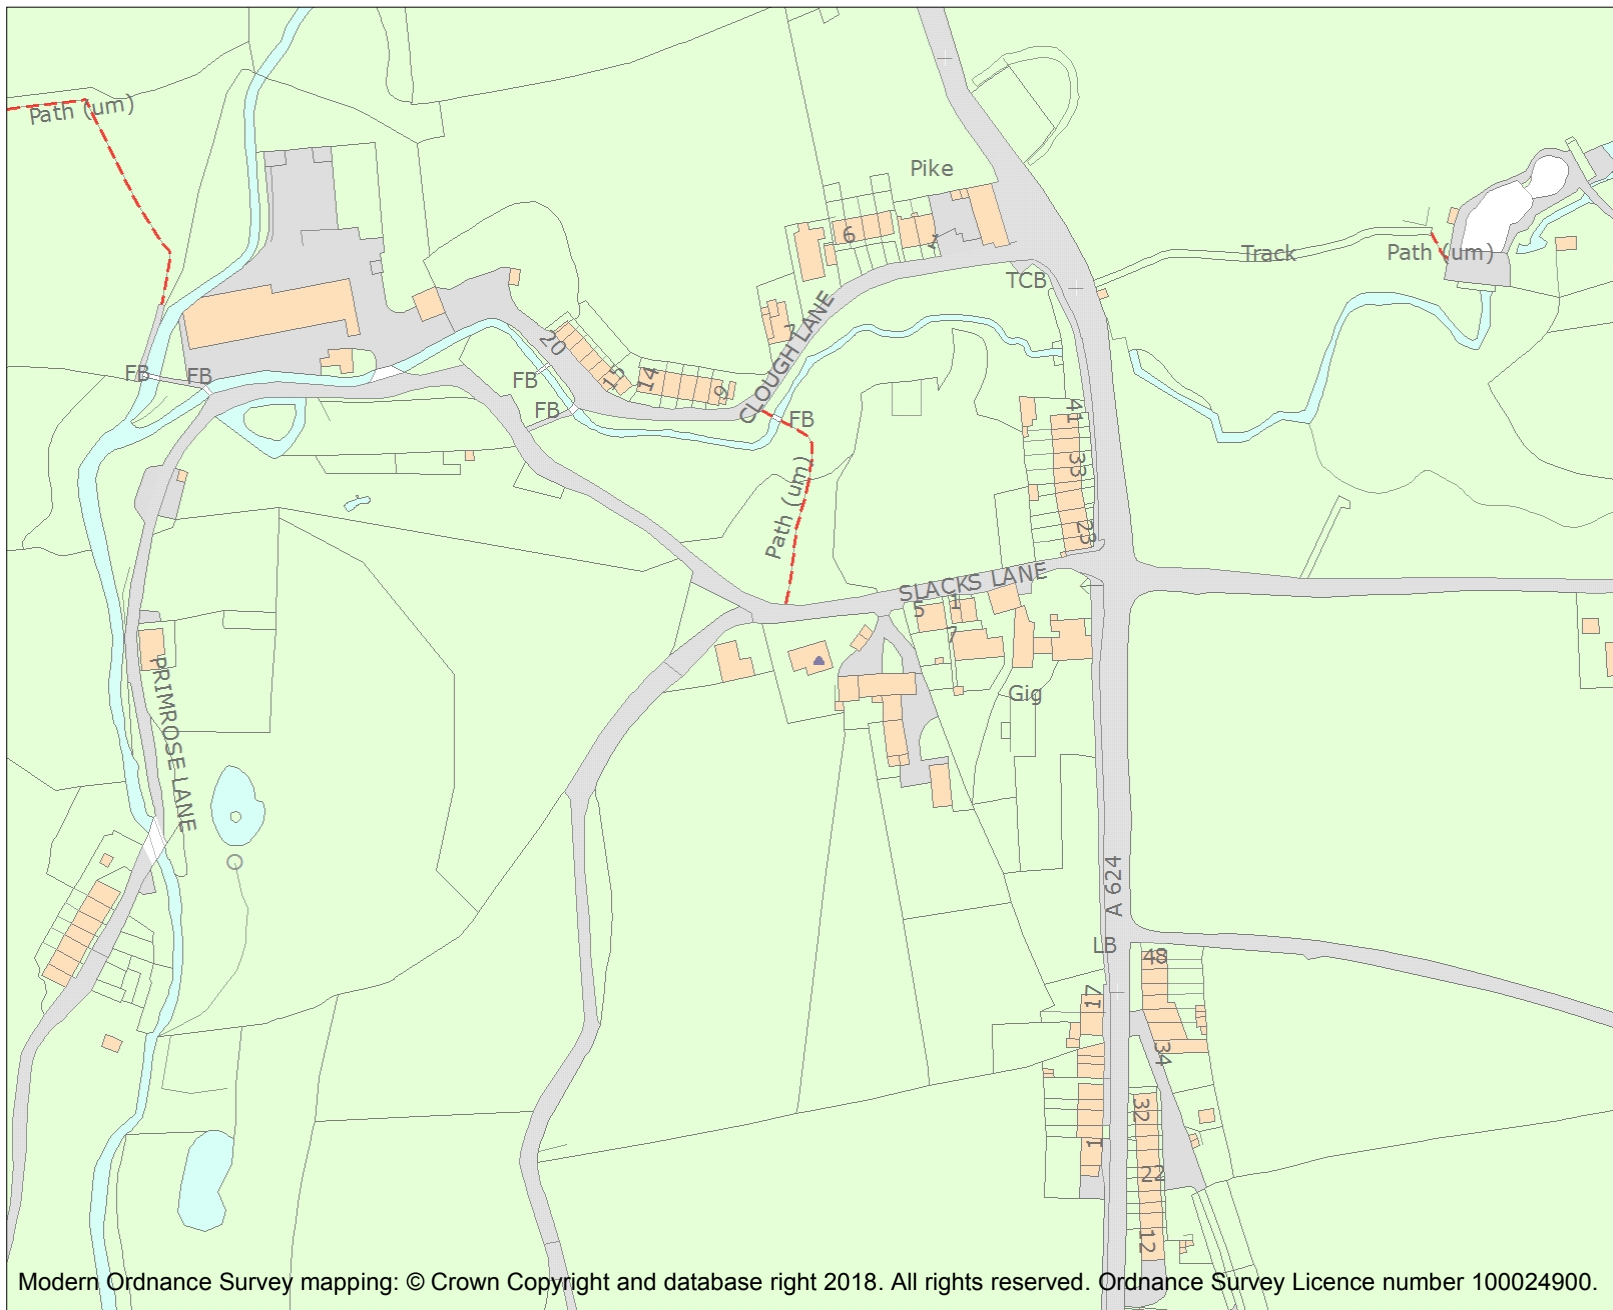 Path (um)
Pike
6
1
Track
Path (um)
TCB
7
CLOUGH LANE
20
15
14
9
FB
FB
FB
FB
FB
41
33
23
Path (um)
SLACKS LANE
5
1
7
Gig
PRIMROSE LANE
A 624
LB
48
17
34
32
1
22
12
Modern Ordnance Survey mapping: © Crown Copyright and database right 2018. All rights reserved. Ordnance Survey Licence number 100024900.